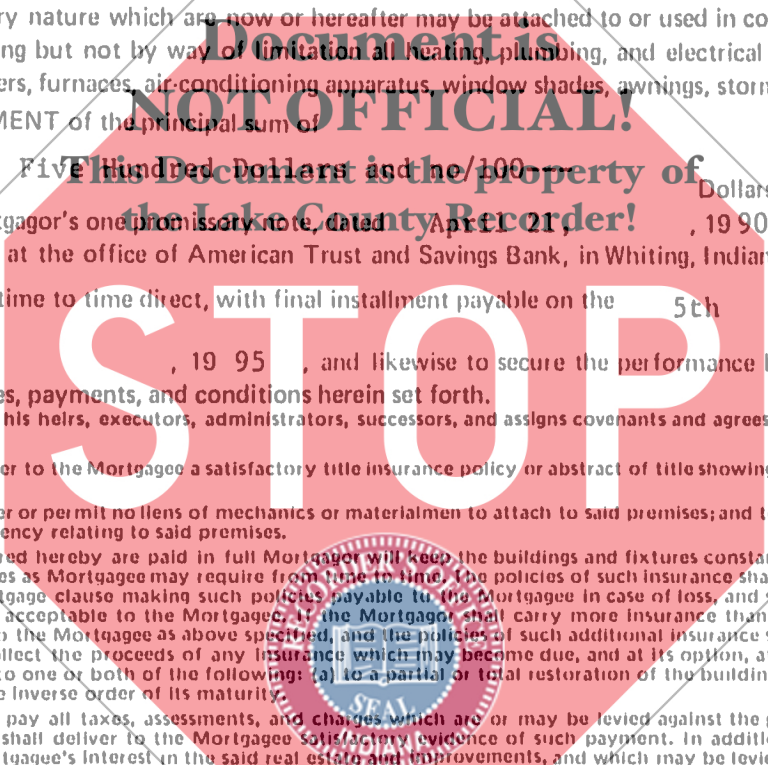 ry nature which are now or hereafter may be attached to or used in co
Document is
ng but not by way of limitation all heating, plumbing, and electrical
ers, furnaces, air-conditioning apparatus, window shades, awnings, storm
NOT OFFICIAL!
MENT of the principal sum of
Five Hundred Dollars and no/100----
This Document is the property of
Dollars
the Lake County Recorder!
tgagor's one promissory note, dated April 21, , 1990
at the office of American Trust and Savings Bank, in Whiting, Indian
time to time direct, with final installment payable on the 5th
STOP
, 19 95 , and likewise to secure the performance
es, payments, and conditions herein set forth.
his heirs, executors, administrators, successors, and assigns covenants and agrees
er to the Mortgagee a satisfactory title insurance policy or abstract of title showing
er or permit no liens of mechanics or materialmen to attach to said premises; and t
ency relating to said premises.
red hereby are paid in full Mortgagor will keep the buildings and fixtures constan
es as Mortgagee may require from time to time. The policies of such insurance sha
tgage clause making such policies payable to the Mortgagee in case of loss, and s
acceptable to the Mortgagee. If the Mortgagor shall carry more insurance than
o the Mortgagee as above specified, and the policies of such additional insurance s
llect the proceeds of any insurance which may become due, and at its option, a
to one or both of the following: (a) to a partial or total restoration of the buildin
e inverse order of its maturity.
SEAL
INDIANA
pay all taxes, assessments, and charges which are or may be levied against the
shall deliver to the Mortgagee satisfactory evidence of such payment. In additi
tgagee's interest in the said real estate and improvements, and which may be levie